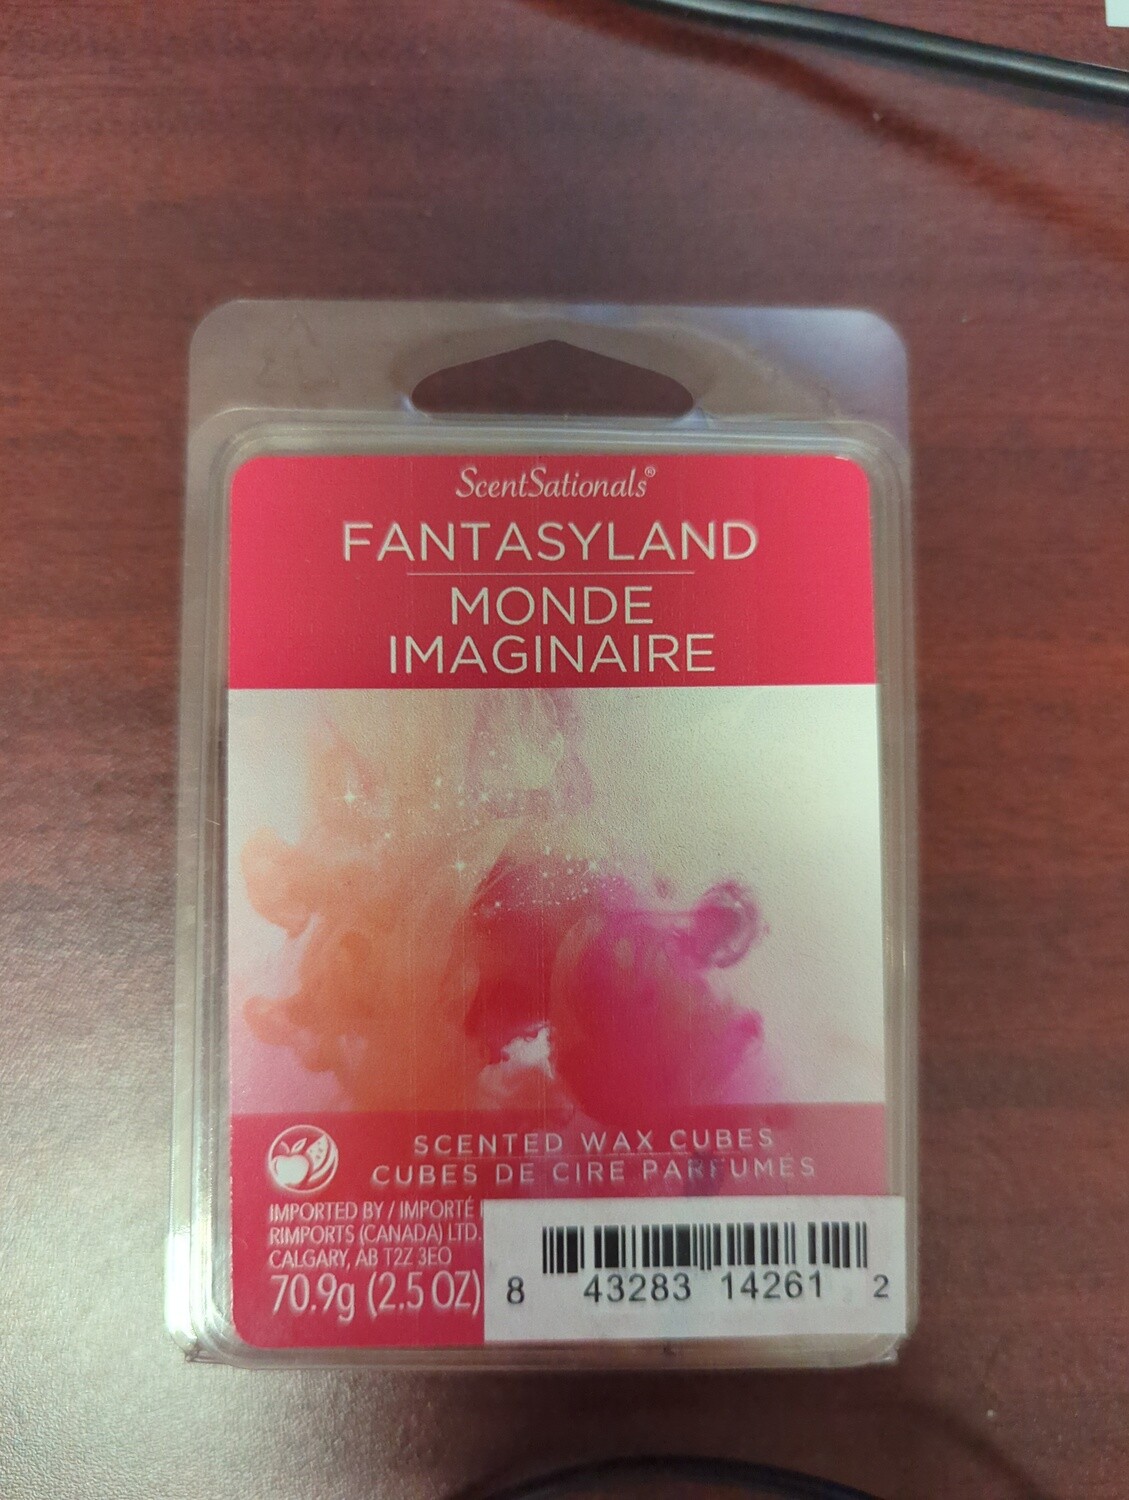 ScentSationals®
FANTASYLAND
MONDE
IMAGINAIRE
SCENTED WAX CUBES
CUBES DE CIRE PARFUMÉS
IMPORTED BY / IMPORTÉ
RIMPORTS (CANADA) LTD.
CALGARY, AB T2Z 3EO
70.9g (2.5 OZ)
8 43283 14261 2